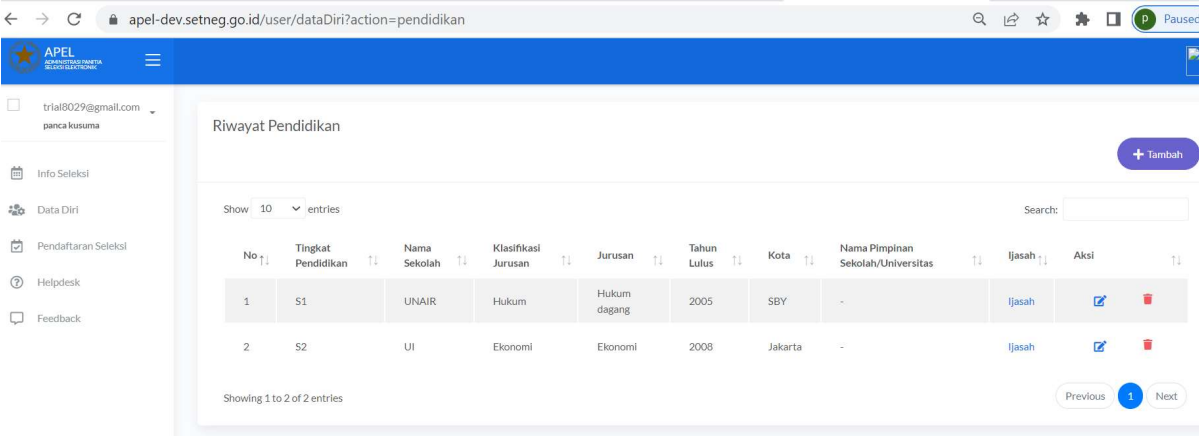 apel-dev.setneg.go.id/user/dataDiri?action=pendidikan
P Paused
APEL
ADMINISTRASI PANITIA
SELEKSI ELEKTRONIK
trial8029@gmail.com
panca kusuma
Info Seleksi
Data Diri
Pendaftaran Seleksi
Helpdesk
Feedback
Riwayat Pendidikan
+ Tambah
Show 10 entries
Search:
No Tingkat Pendidikan Nama Sekolah Klasifikasi Jurusan Jurusan Tahun Lulus Kota Nama Pimpinan Sekolah/Universitas Ijasah Aksi
1 S1 UNAIR Hukum Hukum dagang 2005 SBY - Ijasah
2 S2 UI Ekonomi Ekonomi 2008 Jakarta - Ijasah
Showing 1 to 2 of 2 entries
Previous 1 Next